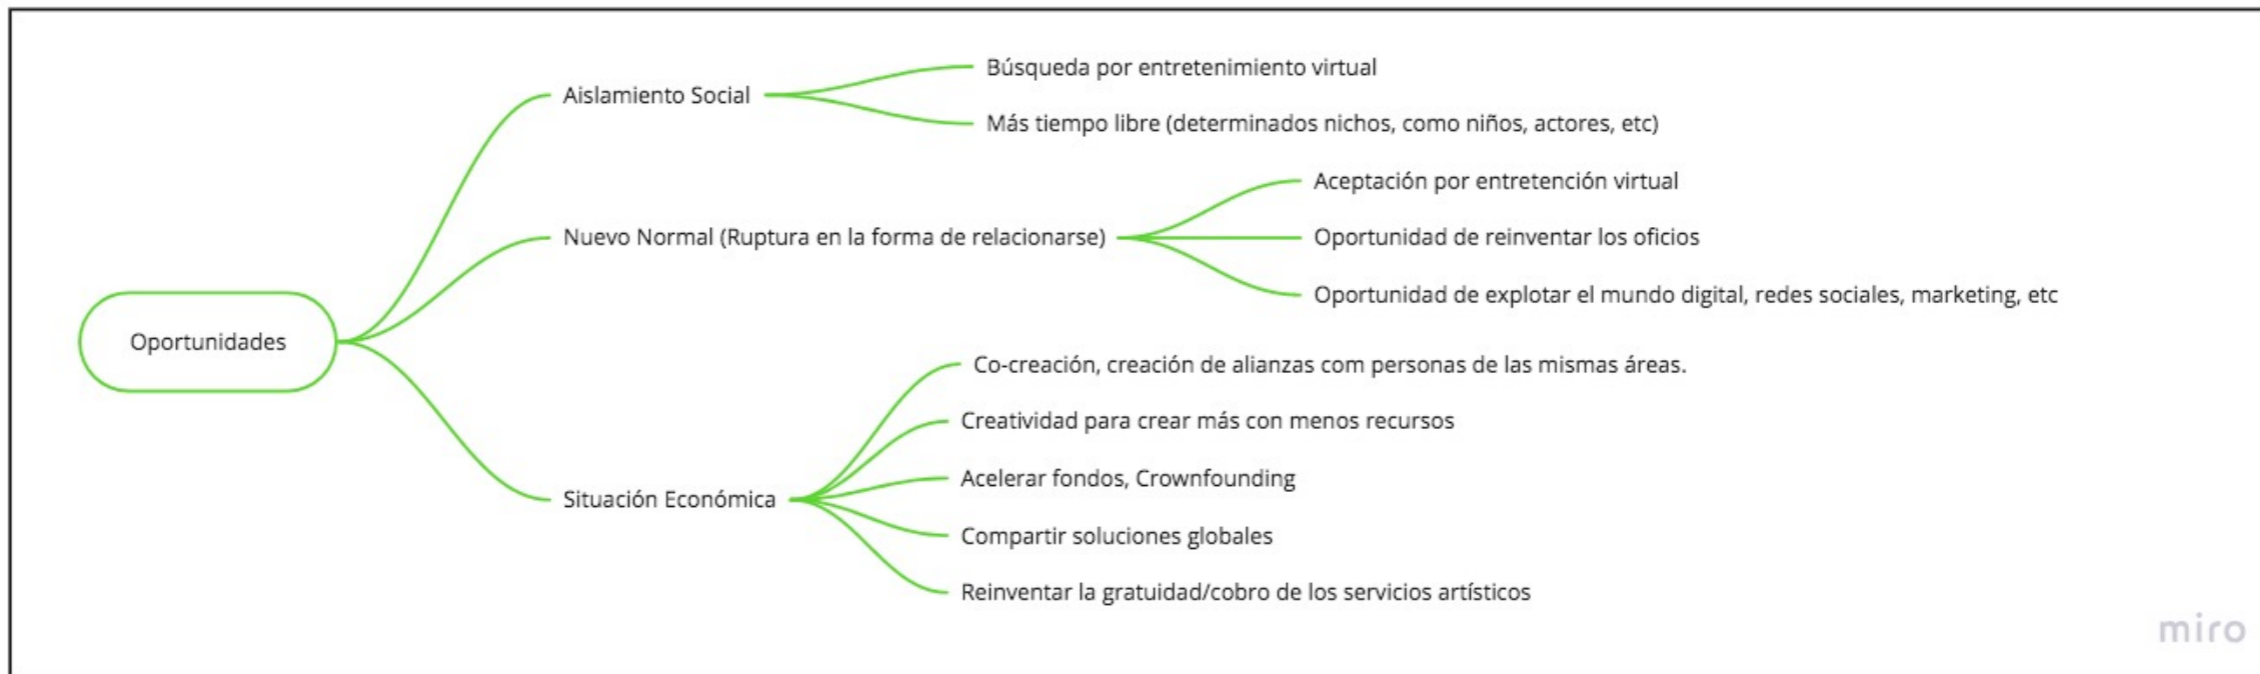 Oportunidades
Aislamiento Social
Búsqueda por entretenimiento virtual
Más tiempo libre (determinados nichos, como niños, actores, etc)
Nuevo Normal (Ruptura en la forma de relacionarse)
Aceptación por entretención virtual
Oportunidad de reinventar los oficios
Oportunidad de explotar el mundo digital, redes sociales, marketing, etc
Situación Económica
Co-creación, creación de alianzas com personas de las mismas áreas.
Creatividad para crear más con menos recursos
Acelerar fondos, Crownfounding
Compartir soluciones globales
Reinventar la gratuidad/cobro de los servicios artísticos
miro